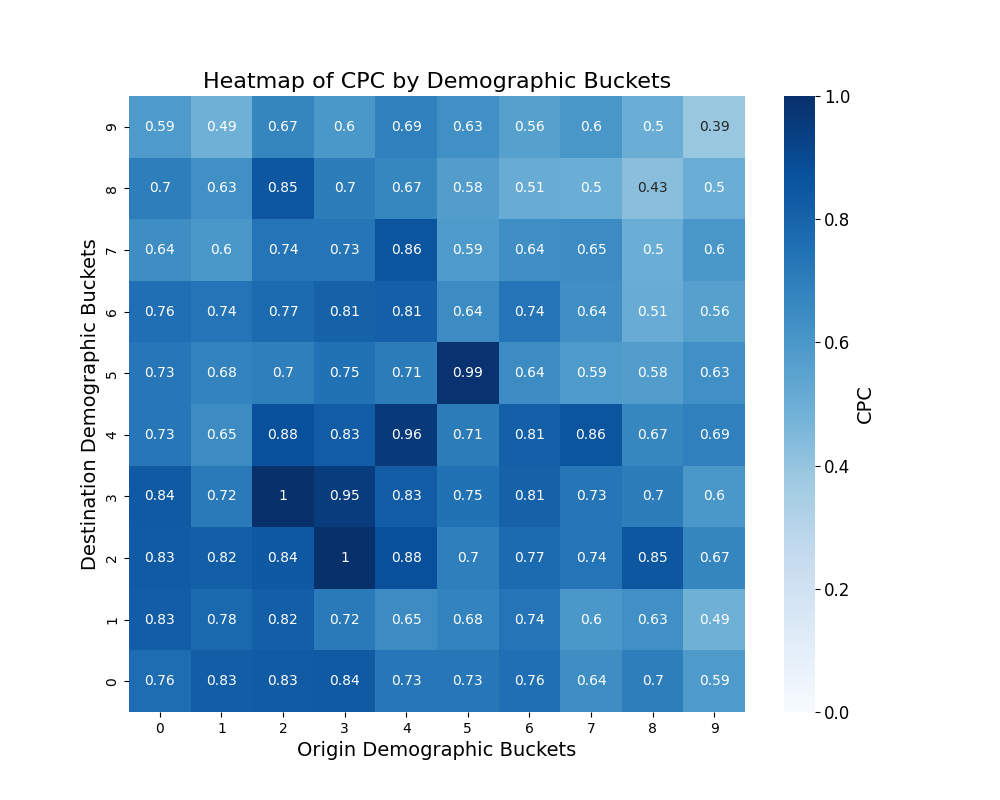 Heatmap of CPC by Demographic Buckets
9 0.59 0.49 0.67 0.6 0.69 0.63 0.56 0.6 0.5 0.39
8 0.7 0.63 0.85 0.7 0.67 0.58 0.51 0.5 0.43 0.5
7 0.64 0.6 0.74 0.73 0.86 0.59 0.64 0.65 0.5 0.6
6 0.76 0.74 0.77 0.81 0.81 0.64 0.74 0.64 0.51 0.56
5 0.73 0.68 0.7 0.75 0.71 0.99 0.64 0.59 0.58 0.63
4 0.73 0.65 0.88 0.83 0.96 0.71 0.81 0.86 0.67 0.69
3 0.84 0.72 1 0.95 0.83 0.75 0.81 0.73 0.7 0.6
2 0.83 0.82 0.84 1 0.88 0.7 0.77 0.74 0.85 0.67
1 0.83 0.78 0.82 0.72 0.65 0.68 0.74 0.6 0.63 0.49
0 0.76 0.83 0.83 0.84 0.73 0.73 0.76 0.64 0.7 0.59
0 1 2 3 4 5 6 7 8 9
Origin Demographic Buckets
Destination Demographic Buckets
1.0
0.8
0.6
0.4
0.2
0.0
CPC